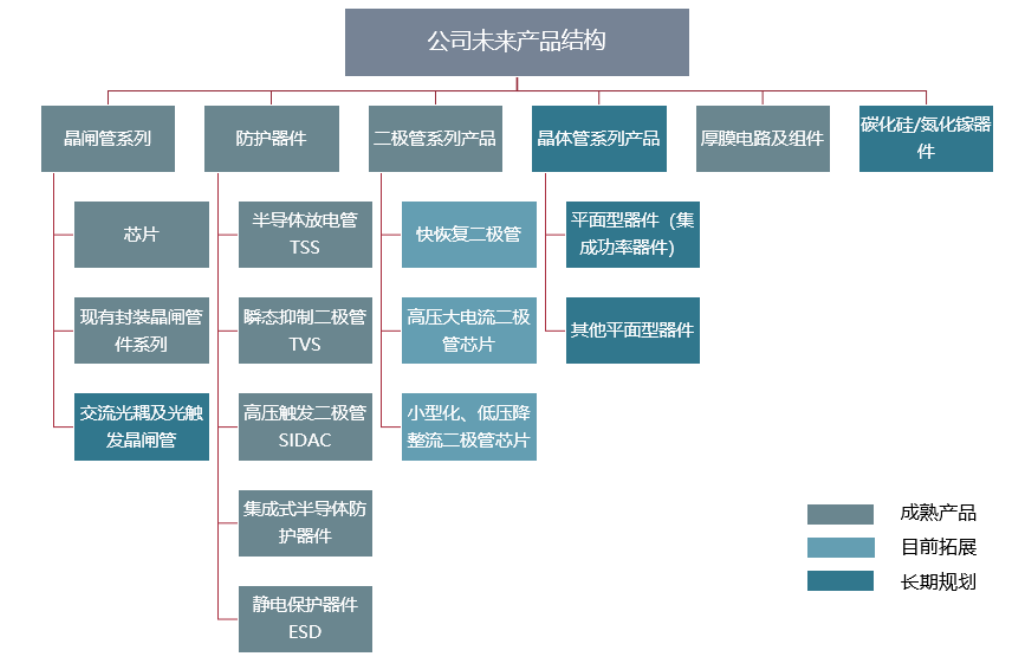 公司未来产品结构
晶闸管系列
防护器件
二极管系列产品
晶体管系列产品
厚膜电路及组件
碳化硅/氮化镓器
件
芯片
现有封装晶闸管
件系列
交流光耦及光触
发晶闸管
半导体放电管
TSS
瞬态抑制二极管
TVS
高压触发二极管
SIDAC
集成式半导体防
护器件
静电保护器件
ESD
快恢复二极管
高压大电流二极
管芯片
小型化、低压降
整流二极管芯片
平面型器件（集
成功率器件）
其他平面型器件
成熟产品
目前拓展
长期规划